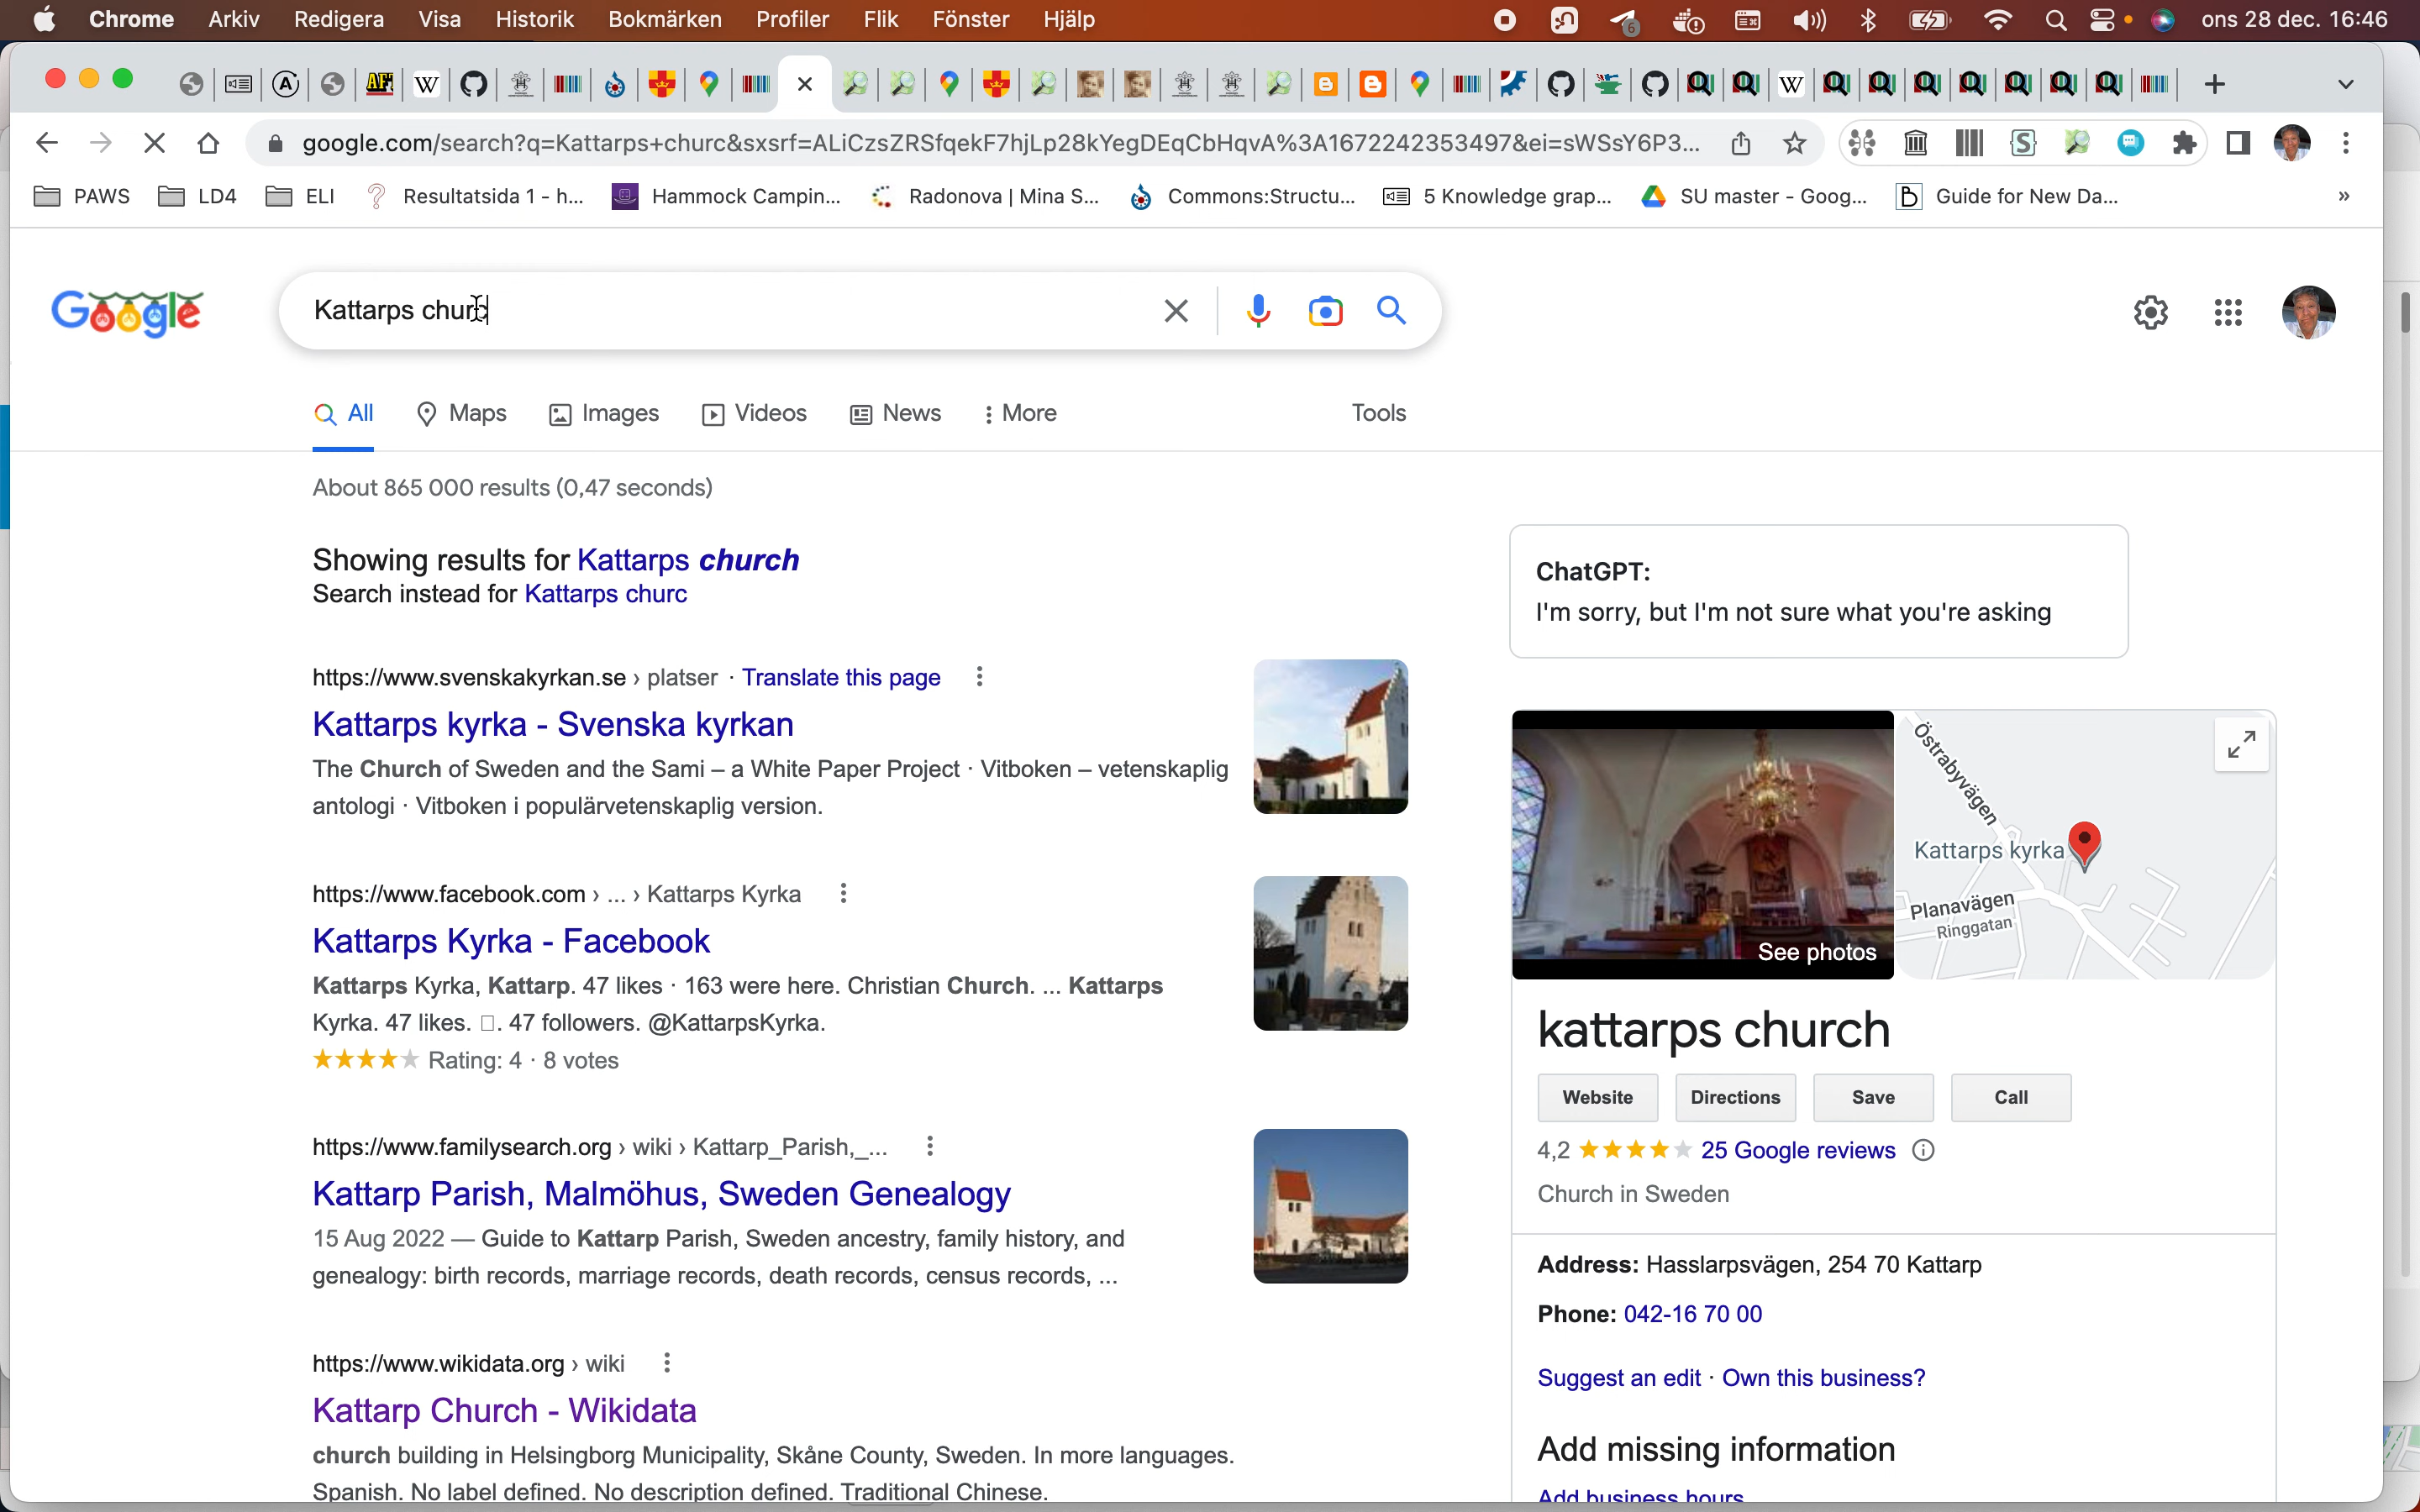 Chrome Arkiv Redigera Visa Historik Bokmärken Profiler Flik Fönster Hjälp 6 ons 28 dec. 16:46
google.com/search?q=Kattarps+churc&sxsrf=ALiCzsZRSfqekF7hjLp28kYegDEqCbHqvA%3A1672242353497&ei=sWSsY6P3...
PAWS LD4 ELI Resultatsida 1 - h... Hammock Campin... Radonova | Mina S... Commons:Structu... 5 Knowledge grap... SU master - Goog... Guide for New Da... »
Google Kattarps churc
All Maps Images Videos News More Tools
About 865 000 results (0,47 seconds)
Showing results for Kattarps church
Search instead for Kattarps churc
https://www.svenskakyrkan.se › platser · Translate this page
Kattarps kyrka - Svenska kyrkan
The Church of Sweden and the Sami – a White Paper Project · Vitboken – vetenskaplig
antologi · Vitboken i populärvetenskaplig version.
https://www.facebook.com › ... › Kattarps Kyrka
Kattarps Kyrka - Facebook
Kattarps Kyrka, Kattarp. 47 likes · 163 were here. Christian Church. ... Kattarps
Kyrka. 47 likes. . 47 followers. @KattarpsKyrka.
Rating: 4 · 8 votes
https://www.familysearch.org › wiki › Kattarp_Parish,_...
Kattarp Parish, Malmöhus, Sweden Genealogy
15 Aug 2022 — Guide to Kattarp Parish, Sweden ancestry, family history, and
genealogy: birth records, marriage records, death records, census records, ...
https://www.wikidata.org › wiki
Kattarp Church - Wikidata
church building in Helsingborg Municipality, Skåne County, Sweden. In more languages.
Spanish. No label defined. No description defined. Traditional Chinese.
ChatGPT:
I'm sorry, but I'm not sure what you're asking
See photos
Östrabyvägen
Kattarps kyrka
Planavägen
Ringgatan
kattarps church
Website Directions Save Call
4,2 25 Google reviews
Church in Sweden
Address: Hasslarpsvägen, 254 70 Kattarp
Phone: 042-16 70 00
Suggest an edit · Own this business?
Add missing information
Add business hours